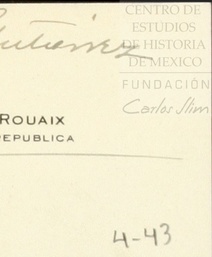 Gutiérrez
CENTRO DE
ESTUDIOS
DE HISTORIA
DE MEXICO
FUNDACIÓN
Carlos Slim
ROUAIX
REPUBLICA
4-43